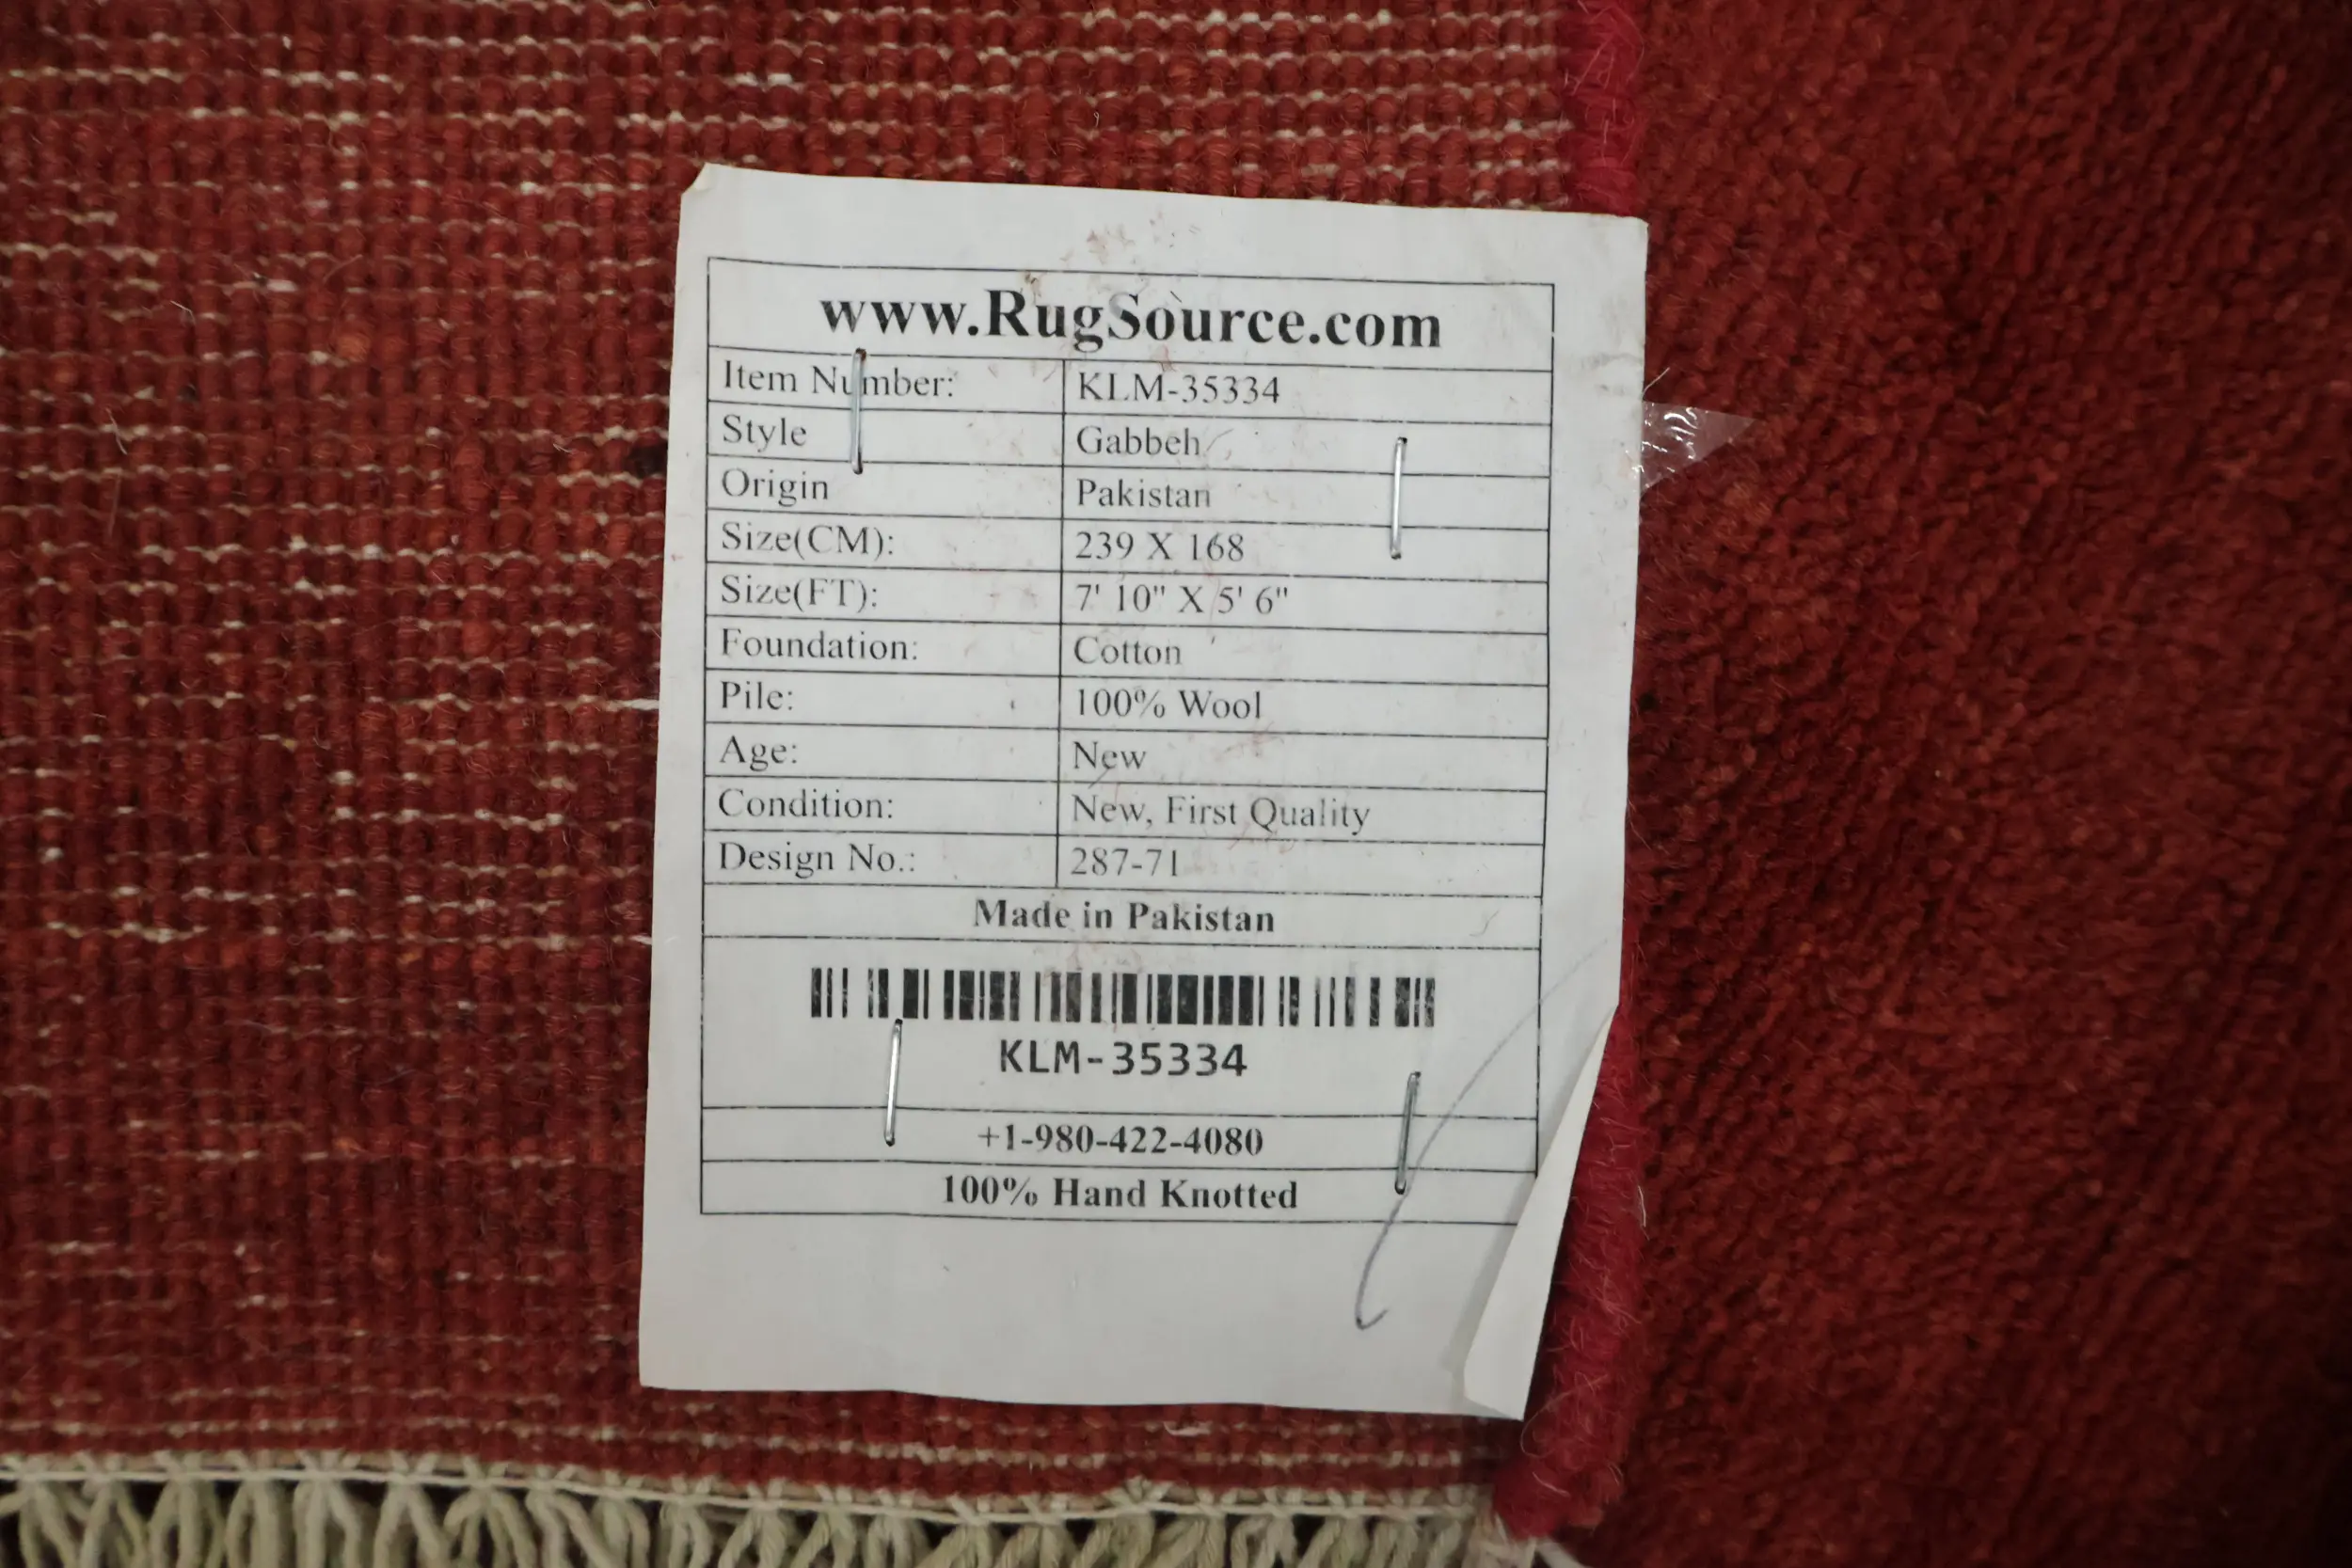 www.RugSource.com
Item Number: KLM-35334
Style Gabbeh
Origin Pakistan
Size(CM): 239 X 168
Size(FT): 7' 10" X 5' 6"
Foundation: Cotton
Pile: 100% Wool
Age: New
Condition: New, First Quality
Design No.: 287-71
Made in Pakistan
KLM-35334
+1-980-422-4080
100% Hand Knotted